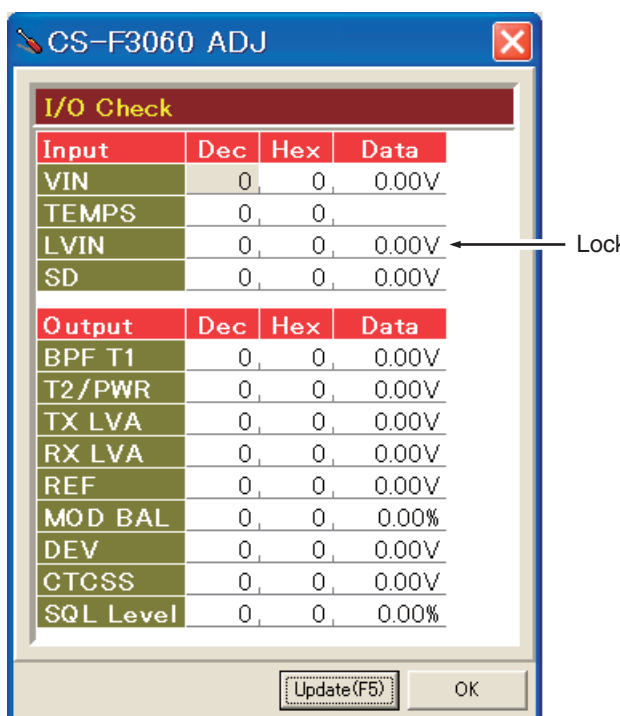 CS-F3060 ADJ
I/O Check
Input Dec Hex Data
VIN 0 0 0.00V
TEMPS 0 0
LVIN 0 0 0.00V
SD 0 0 0.00V
Output Dec Hex Data
BPF T1 0 0 0.00V
T2/PWR 0 0 0.00V
TX LVA 0 0 0.00V
RX LVA 0 0 0.00V
REF 0 0 0.00V
MOD BAL 0 0 0.00%
DEV 0 0 0.00V
CTCSS 0 0 0.00V
SQL Level 0 0 0.00%
Update(F5) OK